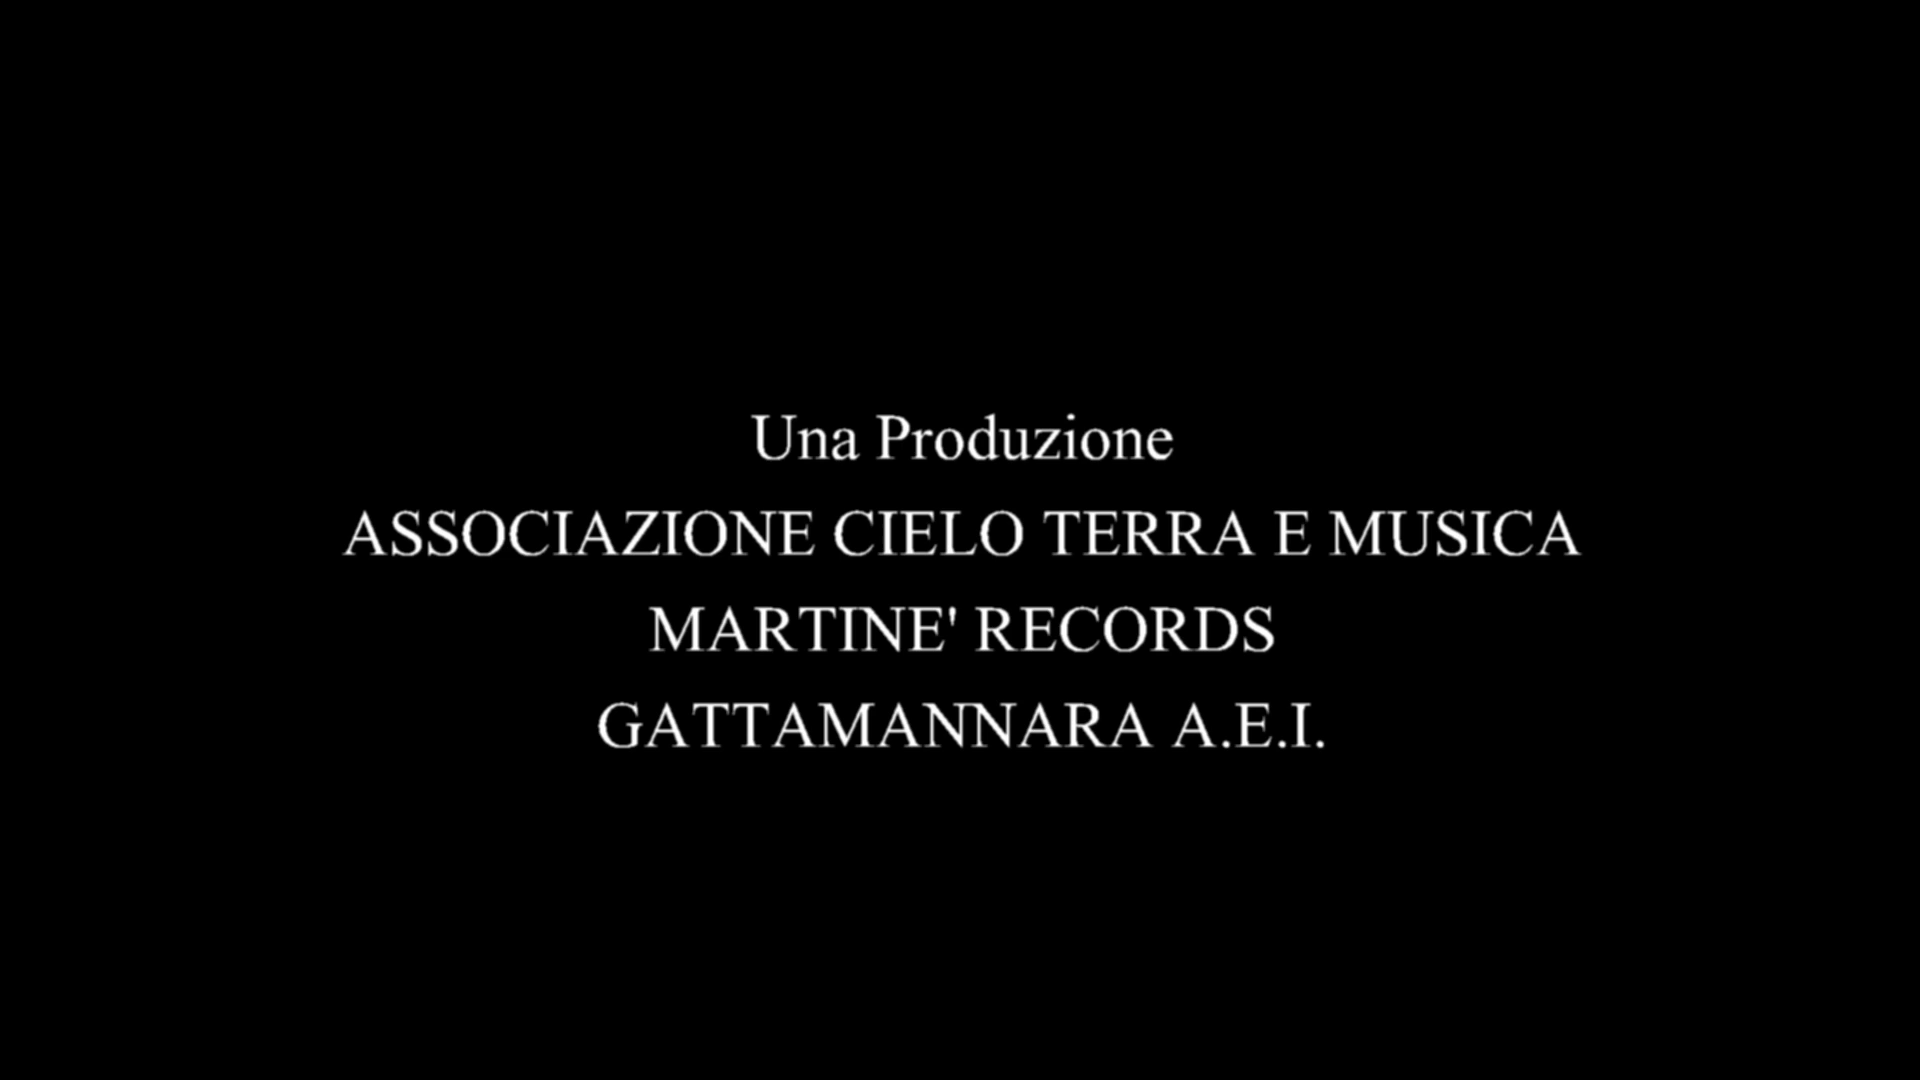 Una Produzione
ASSOCIAZIONE CIELO TERRA E MUSICA
MARTINE' RECORDS
GATTAMANNARA A.E.I.